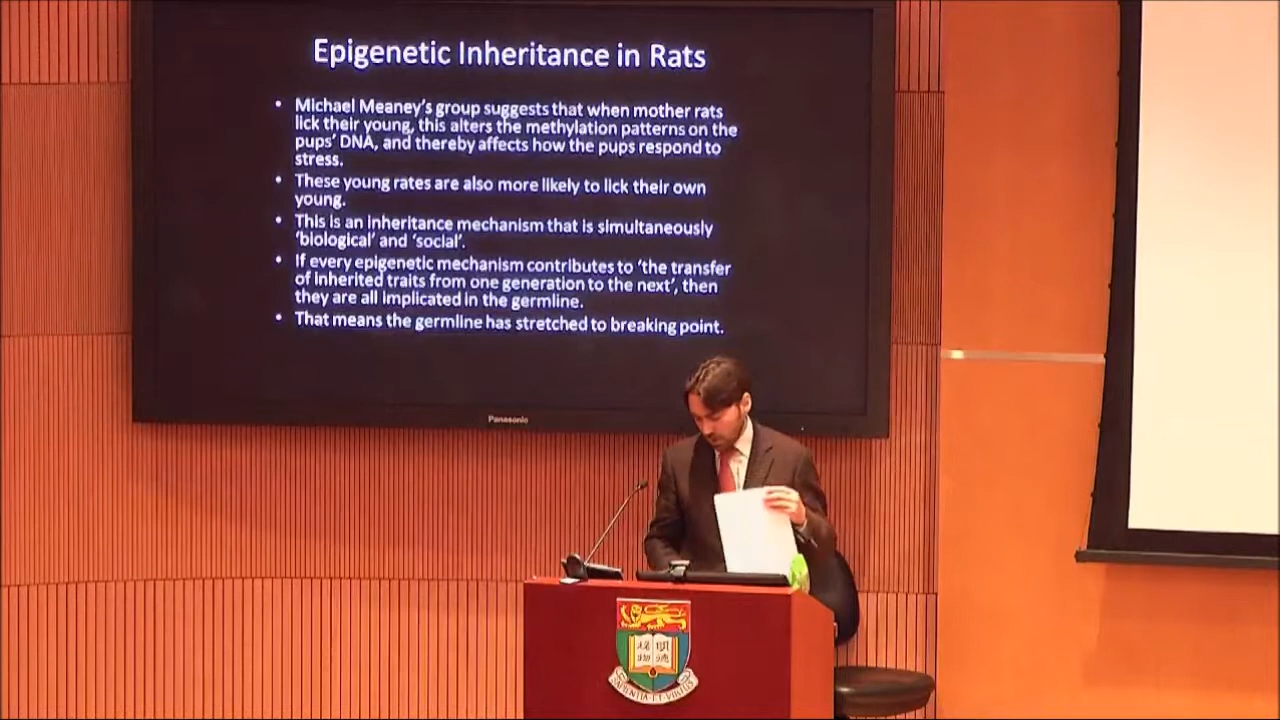 Epigenetic Inheritance in Rats
• Michael Meaney's group suggests that when mother rats
lick their young, this alters the methylation patterns on the
pups' DNA, and thereby affects how the pups respond to
stress.
• These young rates are also more likely to lick their own
young.
• This is an inheritance mechanism that is simultaneously
'biological' and 'social'.
• If every epigenetic mechanism contributes to 'the transfer
of inherited traits from one generation to the next', then
they are all implicated in the germline.
• That means the germline has stretched to breaking point.
Panasonic
SAPIENTIA ET VIRTUS